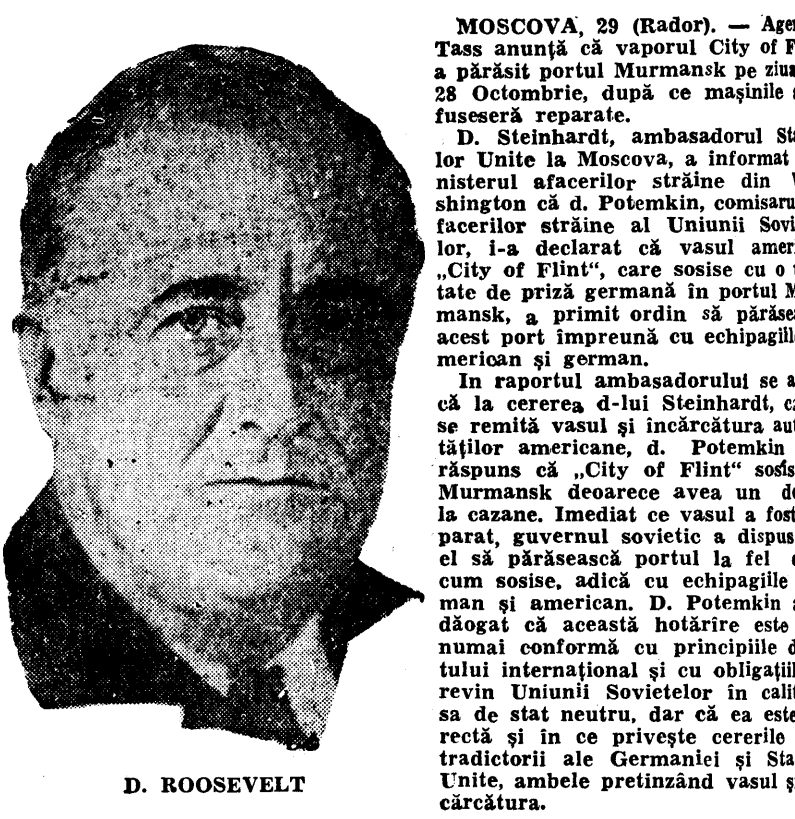 MOSCOVA, 29 (Rador). — Agen
Tass anunţă că vaporul City of F
a părăsit portul Murmansk pe ziua
28 Octombrie, după ce maşinile
fuseseră reparate.
D. Steinhardt, ambasadorul Sta
lor Unite la Moscova, a informat
nisterul afacerilor străine din
shington că d. Potemkin, comisaru
facerilor străine al Uniunii Sovi
lor, i-a declarat că vasul ameri
„City of Flint“, care sosise cu o
tate de priză germană în portul M
mansk, a primit ordin să părăsea
acest port împreună cu echipagiile
merioan şi german.
In raportul ambasadorului se a
că la cererea d-lui Steinhardt, ca
se remită vasul şi încărcătura aut
tăţilor americane, d. Potemkin
răspuns că „City of Flint“ sosis
Murmansk deoarece avea un de
la cazane. Imediat ce vasul a fost
parat, guvernul sovietic a dispus
el să părăsească portul la fel
cum sosise, adică cu echipagiile
man şi american. D. Potemkin a
dăogat că această hotărîre este
numai conformă cu principiile d
tului internaţional şi cu obligaţiil
revin Uniunii Sovietelor în calit
sa de stat neutru, dar că ea este
rectă şi în ce priveşte cererile
tradictorii ale Germaniei şi Sta
Unite, ambele pretinzând vasul ş
cărcătura.
D. ROOSEVELT